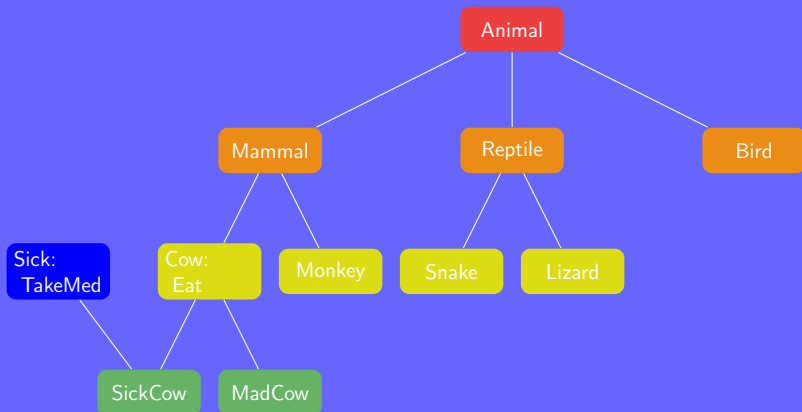 Animal
Mammal
Reptile
Bird
Sick:
TakeMed
Cow:
Eat
Monkey
Snake
Lizard
SickCow
MadCow